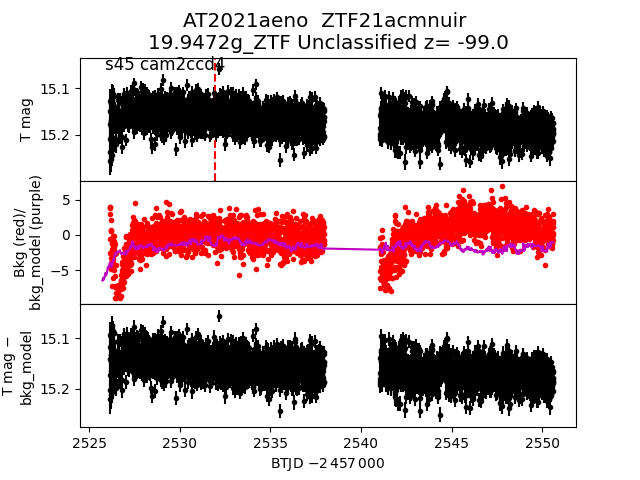 AT2021aeno  ZTF21acmnuir
19.9472g_ZTF Unclassified z= -99.0
s45 cam2ccd4
15.1
15.2
T mag
5
0
−5
Bkg (red)/
bkg_model (purple)
15.1
15.2
T mag −
bkg_model
2525
2530
2535
2540
2545
2550
BTJD −2 457 000